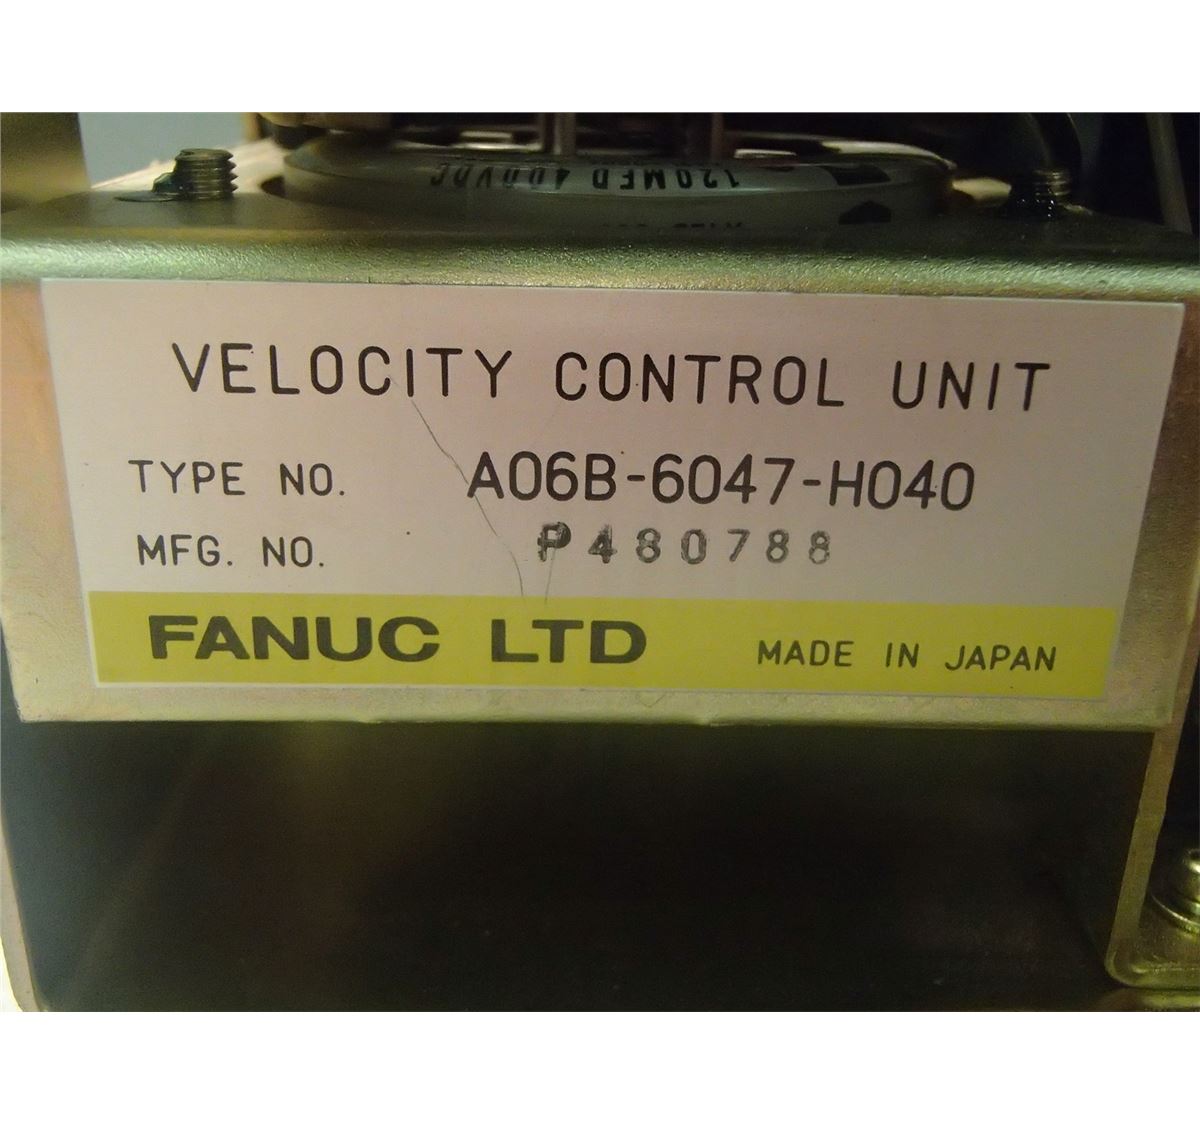 120MFD 400VDC
VELOCITY CONTROL UNIT
TYPE NO. A06B-6047-H040
MFG. NO. P480788
FANUC LTD MADE IN JAPAN